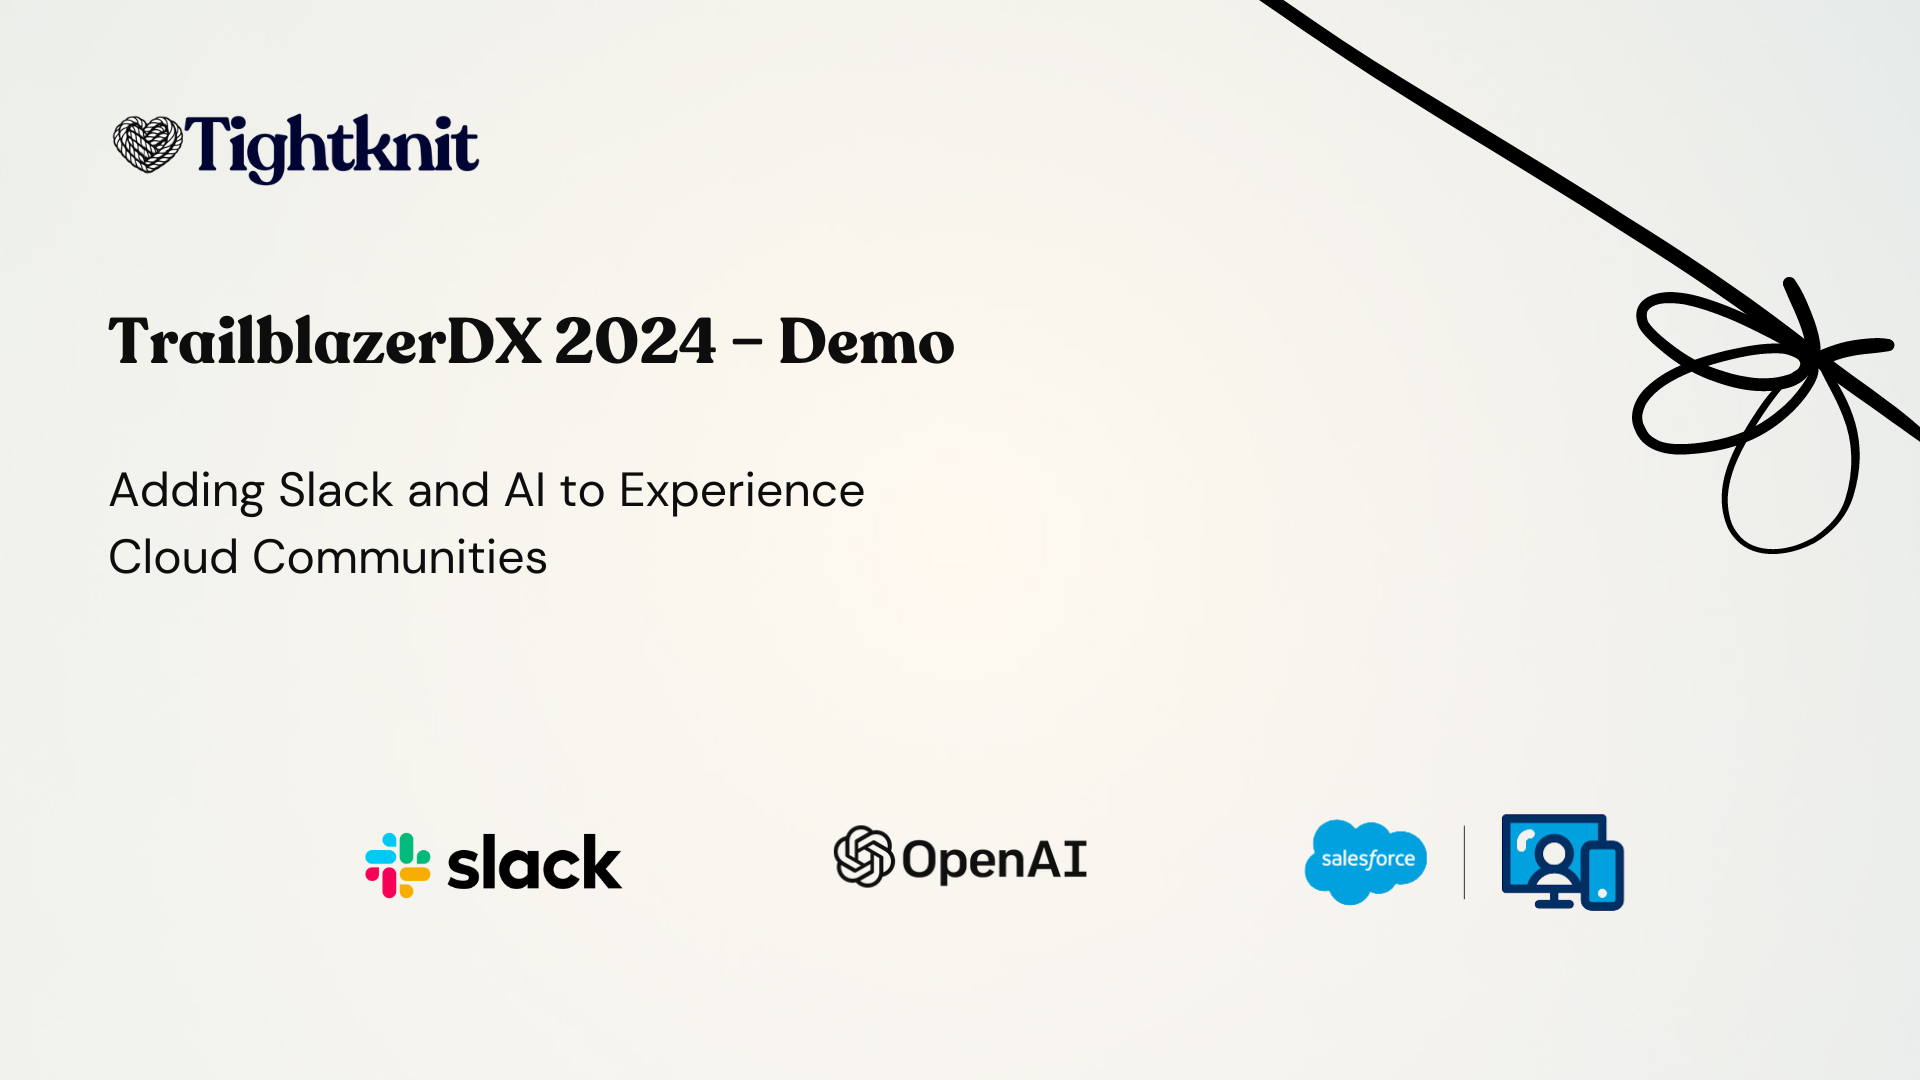 Tightknit
TrailblazerDX 2024 – Demo
Adding Slack and AI to Experience
Cloud Communities
slack
OpenAI
salesforce